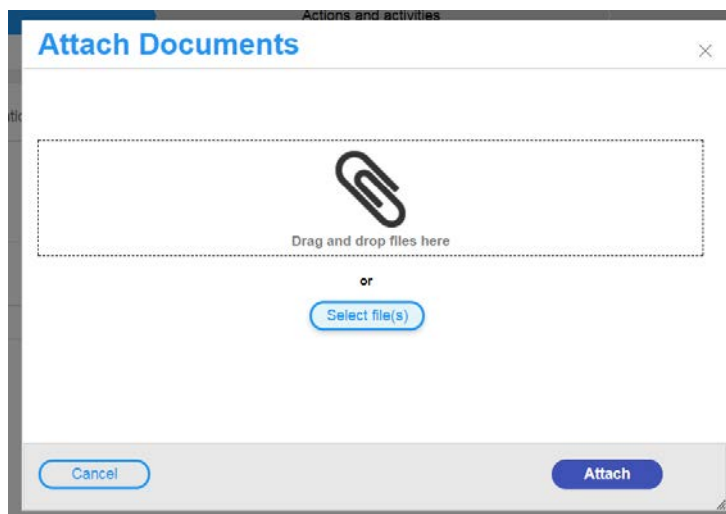 Actions and activities
Attach Documents
Drag and drop files here
or
Select file(s)
Cancel
Attach